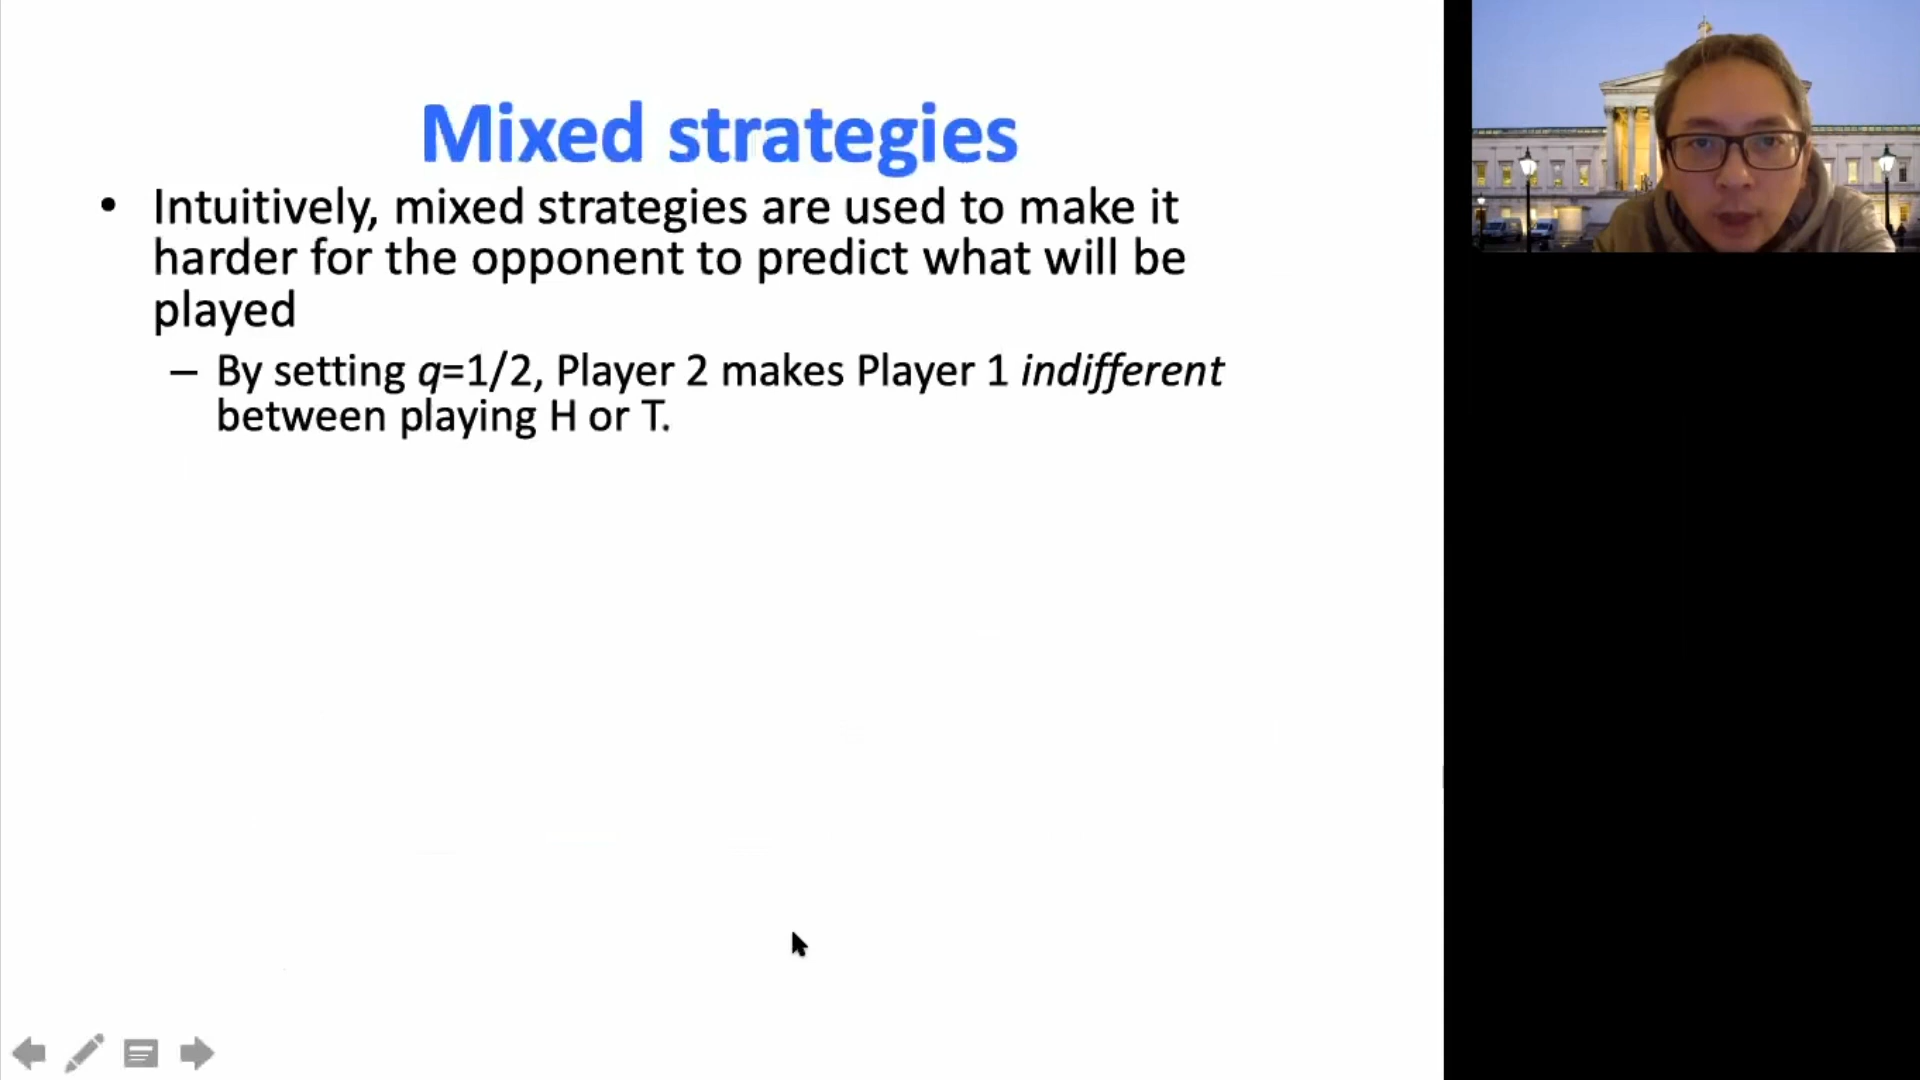 Mixed strategies
• Intuitively, mixed strategies are used to make it
harder for the opponent to predict what will be
played
– By setting q=1/2, Player 2 makes Player 1 indifferent
between playing H or T.